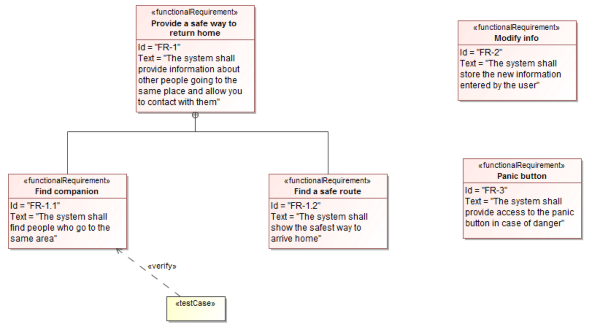 «functionalRequirement»
Provide a safe way to
return home
Id = "FR-1"
Text = "The system shall
provide information about
other people going to the
same place and allow you
to contact with them"
«functionalRequirement»
Modify info
Id = "FR-2"
Text = "The system shall
store the new information
entered by the user"
«functionalRequirement»
Find companion
Id = "FR-1.1"
Text = "The system shall
find people who go to the
same area"
«functionalRequirement»
Find a safe route
Id = "FR-1.2"
Text = "The system shall
show the safest way to
arrive home"
«functionalRequirement»
Panic button
Id = "FR-3"
Text = "The system shall
provide access to the panic
button in case of danger"
«verify»
«testCase»